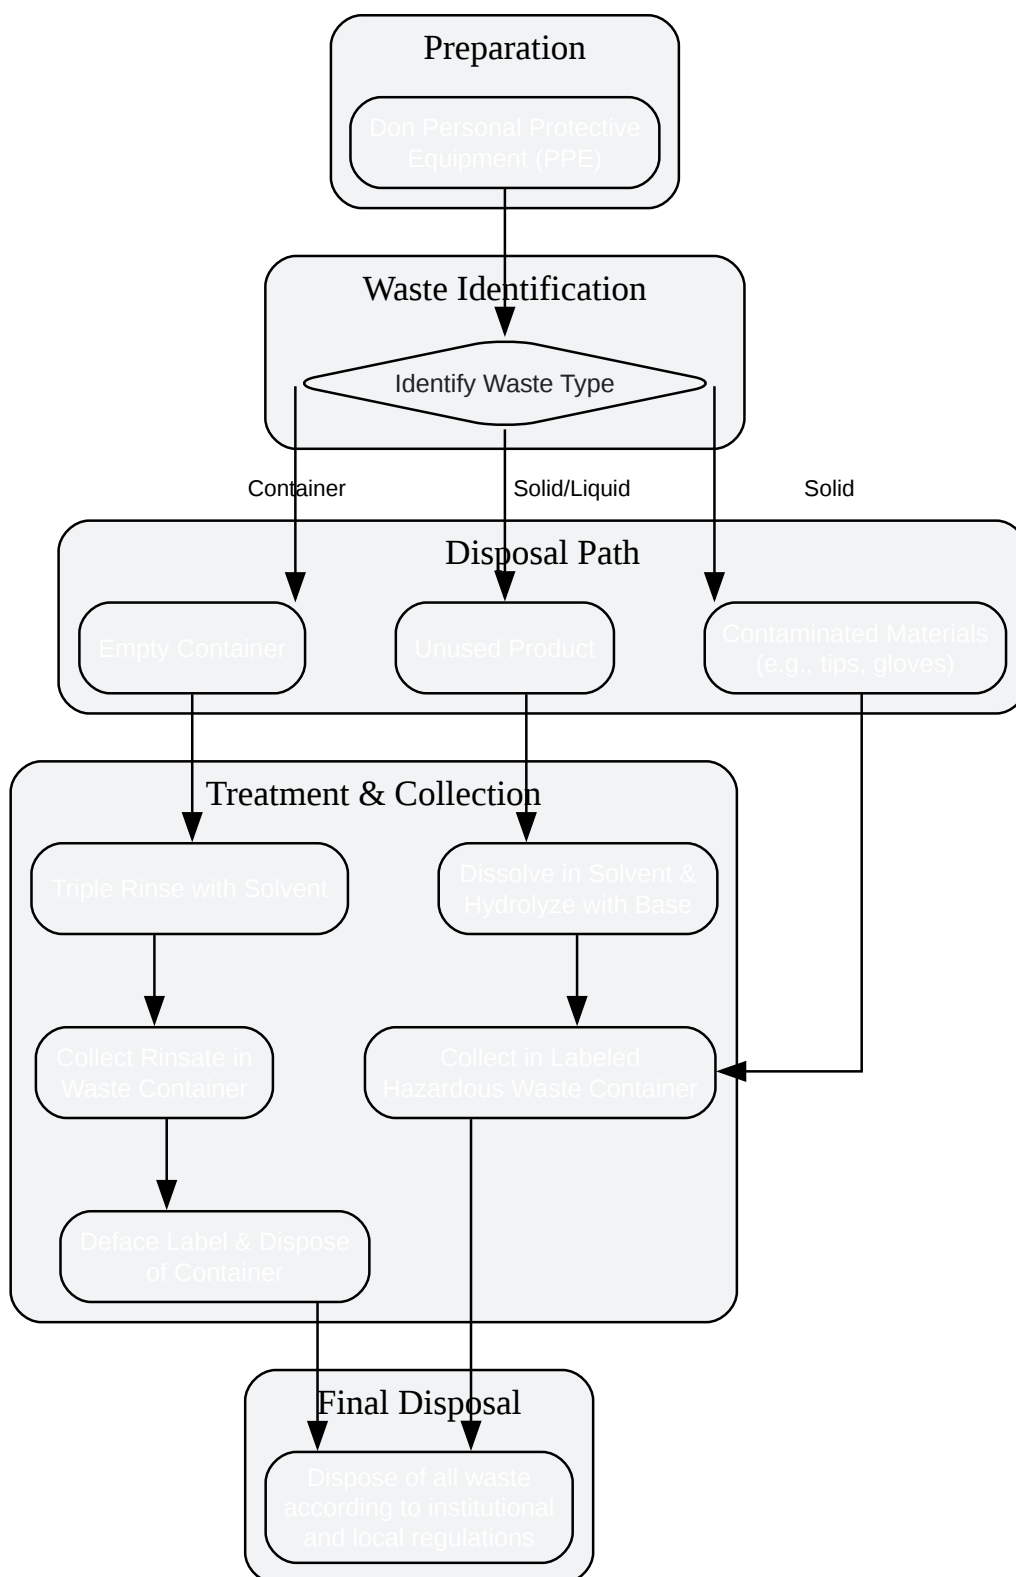 Preparation
Don Personal Protective
Equipment (PPE)
Waste Identification
Identify Waste Type
Container
Solid/Liquid
Solid
Disposal Path
Empty Container
Unused Product
Contaminated Materials
(e.g., tips, gloves)
Treatment & Collection
Triple Rinse with Solvent
Dissolve in Solvent &
Hydrolyze with Base
Collect Rinsate in
Waste Container
Collect in Labeled
Hazardous Waste Container
Deface Label & Dispose
of Container
Final Disposal
Dispose of all waste
according to institutional
and local regulations